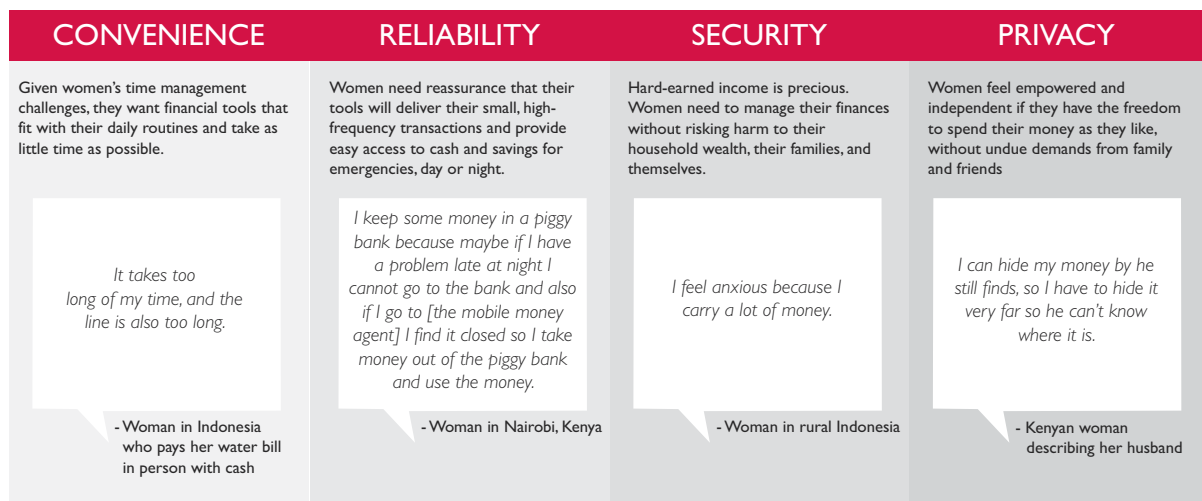 CONVENIENCE
Given women's time management
challenges, they want financial tools that
fit with their daily routines and take as
little time as possible.
It takes too
long of my time, and the
line is also too long.
- Woman in Indonesia
who pays her water bill
in person with cash
RELIABILITY
Women need reassurance that their
tools will deliver their small, high-
frequency transactions and provide
easy access to cash and savings for
emergencies, day or night.
I keep some money in a piggy
bank because maybe if I have
a problem late at night I
cannot go to the bank and also
if I go to [the mobile money
agent] I find it closed so I take
money out of the piggy bank
and use the money.
- Woman in Nairobi, Kenya
SECURITY
Hard-earned income is precious.
Women need to manage their finances
without risking harm to their
household wealth, their families, and
themselves.
I feel anxious because I
carry a lot of money.
- Woman in rural Indonesia
PRIVACY
Women feel empowered and
independent if they have the freedom
to spend their money as they like,
without undue demands from family
and friends
I can hide my money by he
still finds, so I have to hide it
very far so he can't know
where it is.
- Kenyan woman
describing her husband